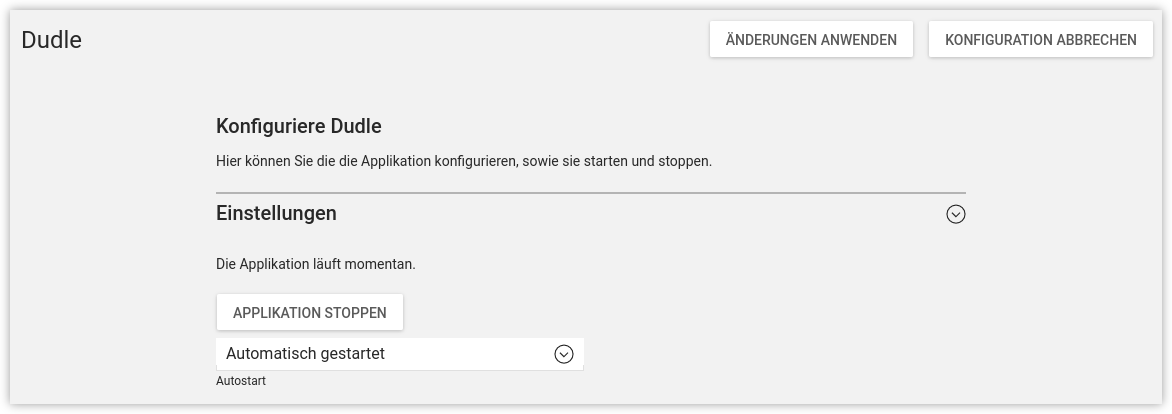 Dudle
ÄNDERUNGEN ANWENDEN
KONFIGURATION ABBRECHEN
Konfiguriere Dudle
Hier können Sie die die Applikation konfigurieren, sowie sie starten und stoppen.
Einstellungen
Die Applikation läuft momentan.
APPLIKATION STOPPEN
Automatisch gestartet
Autostart